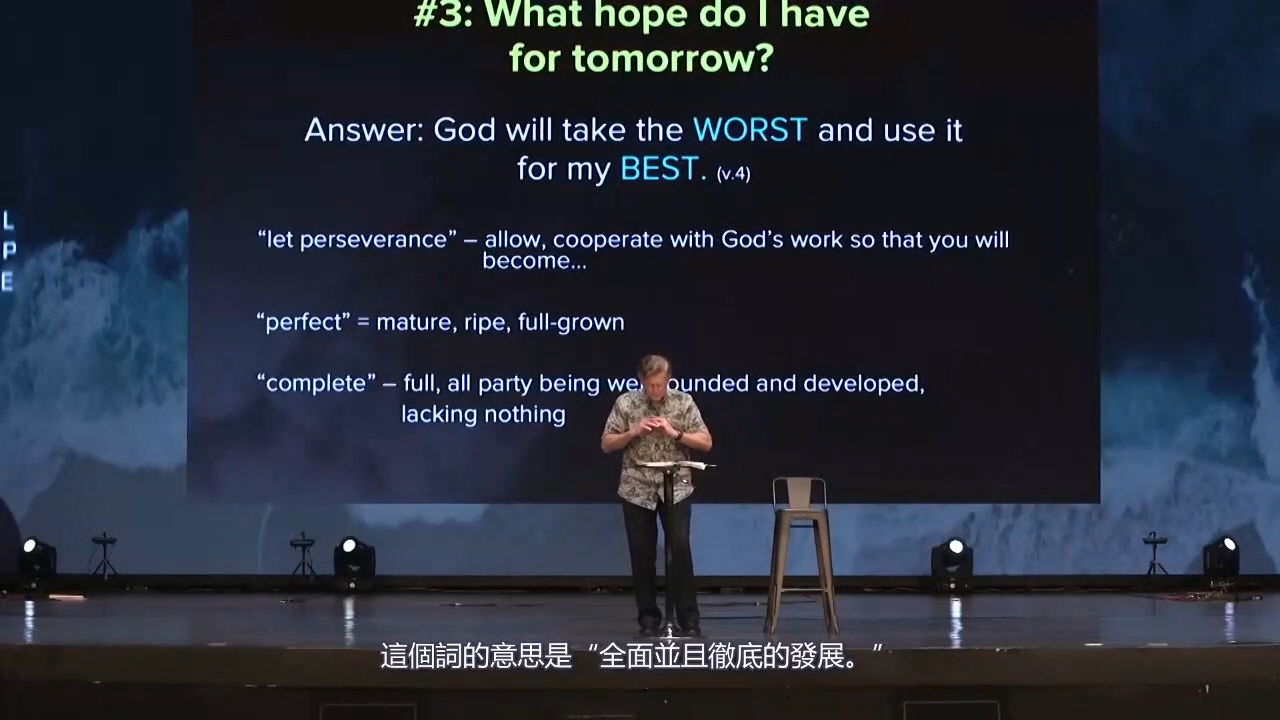 #3: What hope do I have
for tomorrow?
Answer: God will take the WORST and use it
for my BEST. (v.4)
“let perseverance” – allow, cooperate with God’s work so that you will
become...
“perfect” = mature, ripe, full-grown
“complete” – full, all party being we ounded and developed,
lacking nothing
L
P
E
這個詞的意思是“全面並且徹底的發展。”